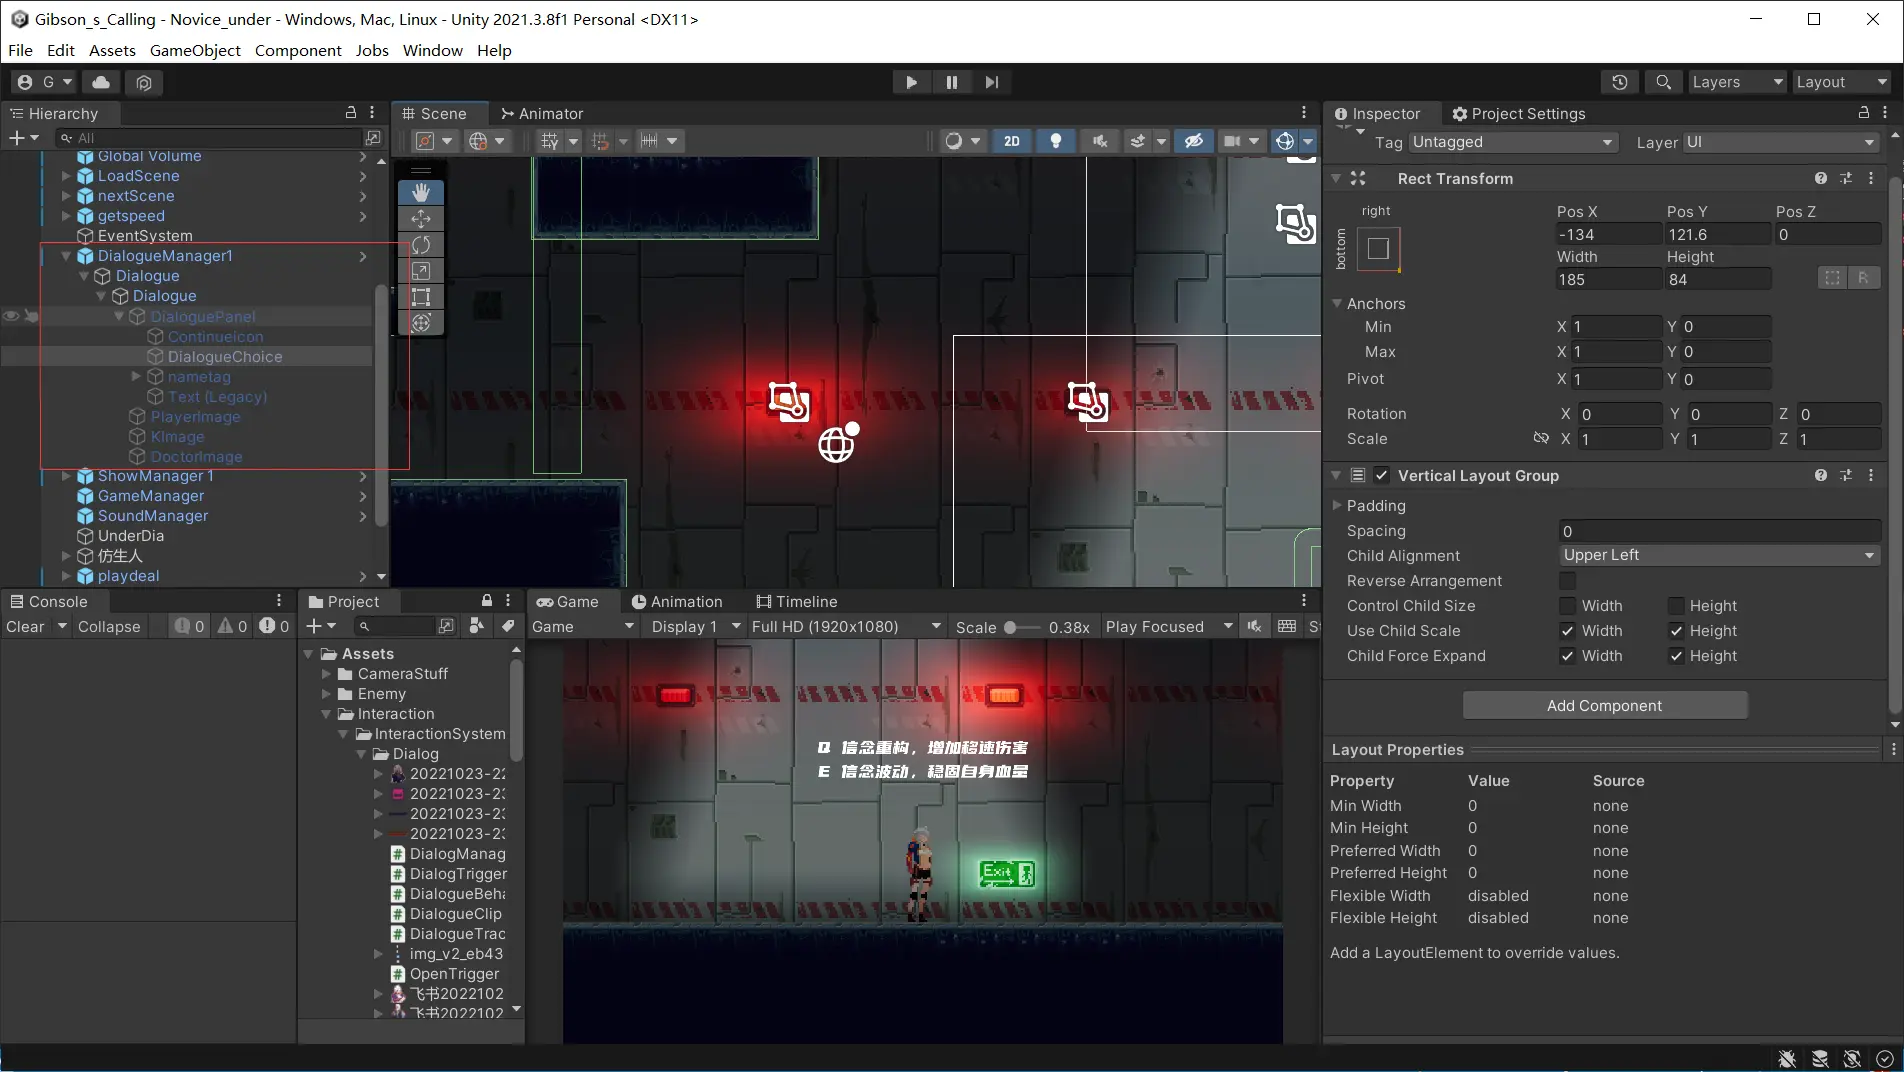 Gibson_s_Calling - Novice_under - Windows, Mac, Linux - Unity 2021.3.8f1 Personal <DX11>
File Edit Assets GameObject Component Jobs Window Help
G
Layers
Layout
Hierarchy
All
Global Volume
LoadScene
nextScene
getspeed
EventSystem
DialogueManager1
Dialogue
Dialogue
DialoguePanel
ContinueIcon
DialogueChoice
nametag
Text (Legacy)
PlayerImage
KImage
DoctorImage
ShowManager 1
GameManager
SoundManager
UnderDia
仿生人
playdeal
Scene
Animator
2D
Inspector
Project Settings
Tag Untagged Layer UI
Rect Transform
right
bottom
Pos X Pos Y Pos Z
-134 121.6 0
Width Height
185 84
R
Anchors
Min X 1 Y 0
Max X 1 Y 0
Pivot X 1 Y 0
Rotation X 0 Y 0 Z 0
Scale X 1 Y 1 Z 1
Vertical Layout Group
Padding
Spacing 0
Child Alignment Upper Left
Reverse Arrangement
Control Child Size Width Height
Use Child Scale Width Height
Child Force Expand Width Height
Add Component
Layout Properties
Property Value Source
Min Width 0 none
Min Height 0 none
Preferred Width 0 none
Preferred Height 0 none
Flexible Width disabled none
Flexible Height disabled none
Add a LayoutElement to override values.
Console
Clear Collapse 0 0 0
Project
Assets
CameraStuff
Enemy
Interaction
InteractionSystem
Dialog
20221023-22
20221023-23
20221023-23
20221023-23
DialogManag
DialogTrigger
DialogueBeha
DialogueClip
DialogueTrac
img_v2_eb43
OpenTrigger
飞书2022102
飞书2022102
Game
Animation
Timeline
Game Display 1 Full HD (1920x1080) Scale 0.38x Play Focused
Q 信念重构，增加移速伤害
E 信念波动，稳固自身血量
Exit